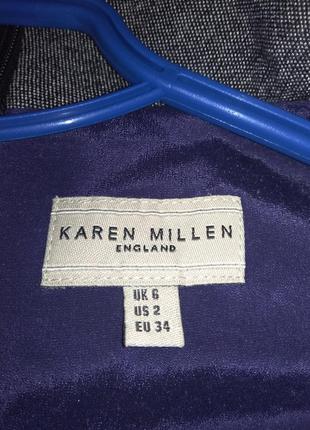 KAREN MILLEN
ENGLAND
UK 6
US 2
EU 34